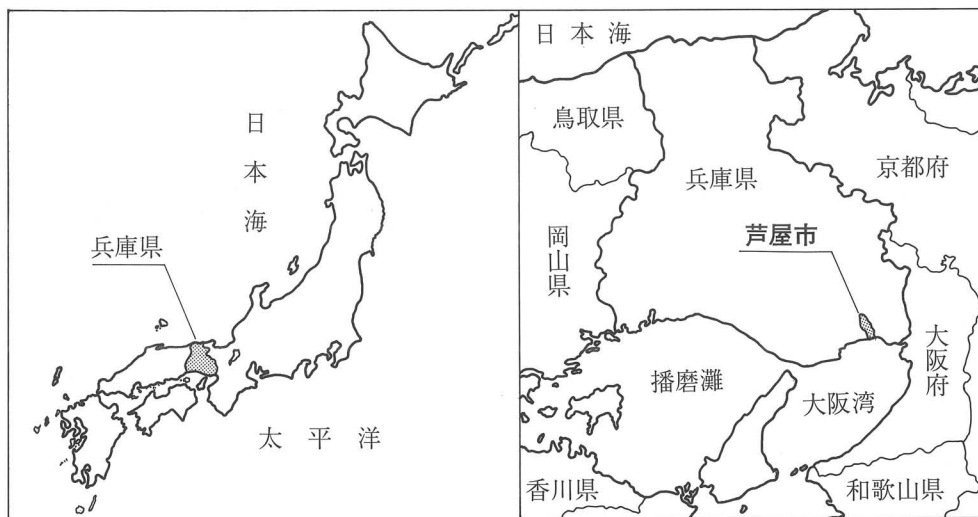 日本海
兵庫県
太平洋
日本海
鳥取県
兵庫県
京都府
岡山県
芦屋市
大阪府
播磨灘
大阪湾
香川県
和歌山県